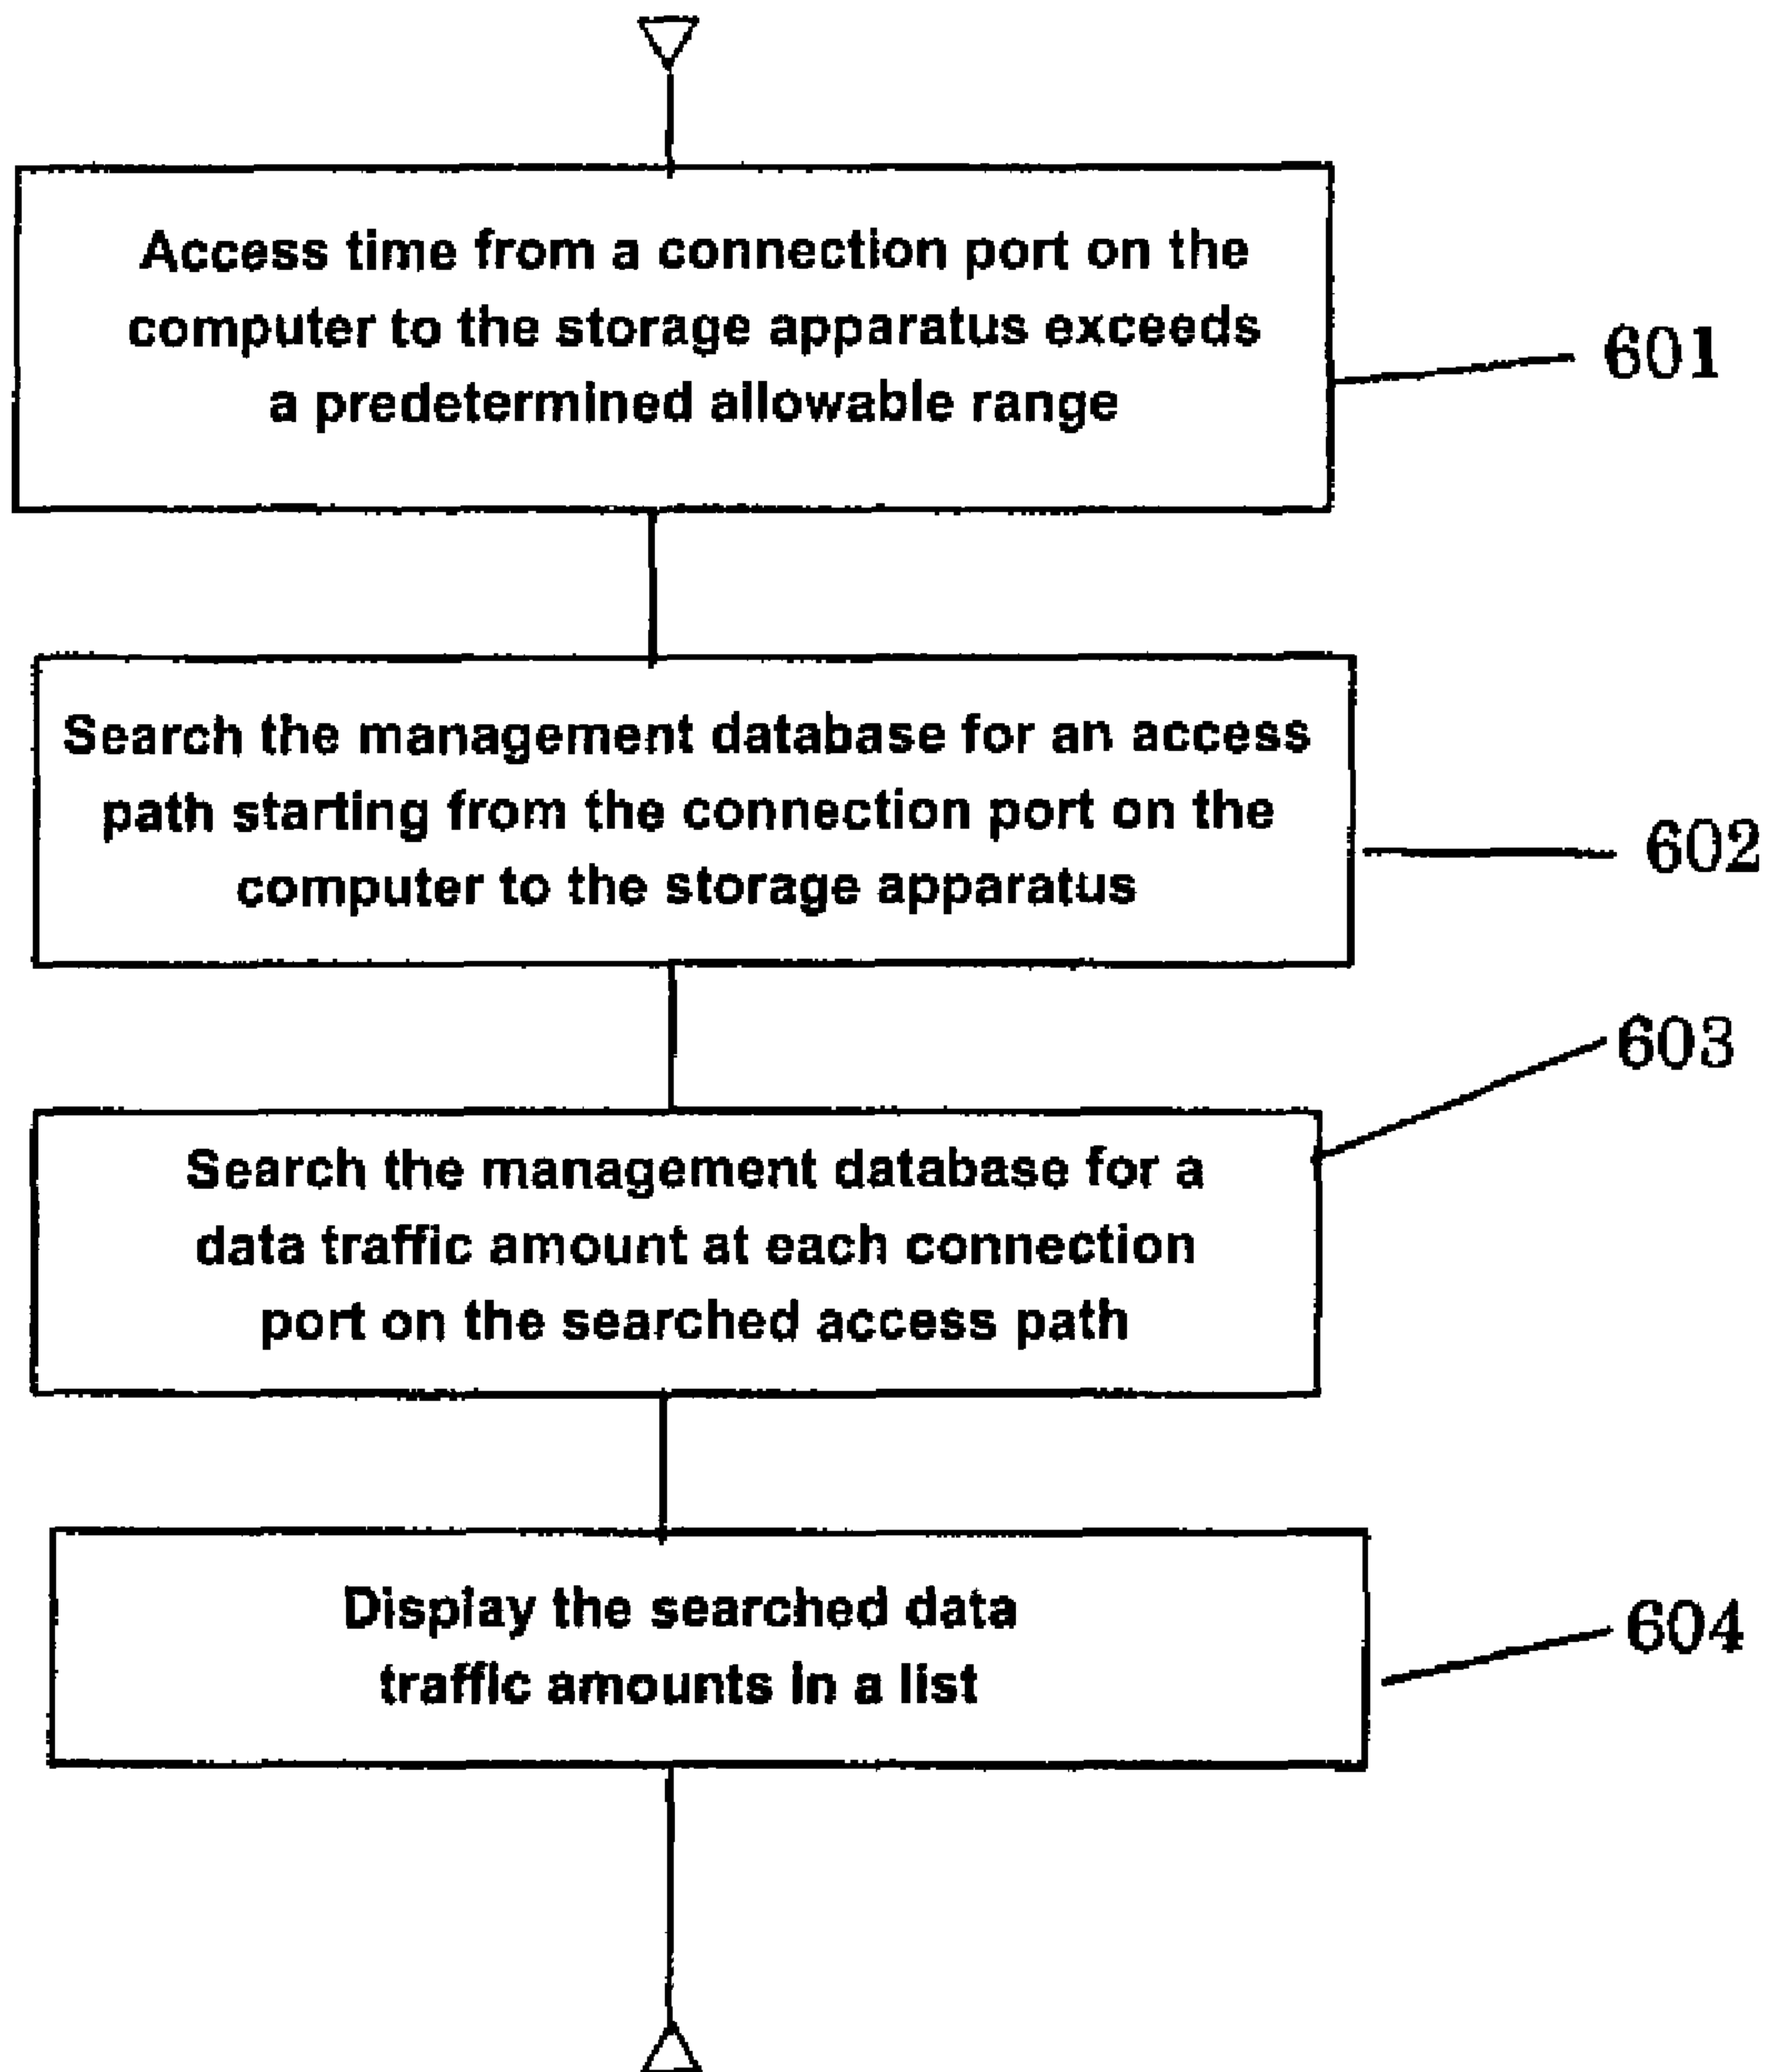 Access time from a connection port on the
computer to the storage apparatus exceeds
a predetermined allowable range
601
Search the management database for an access
path starting from the connection port on the
computer to the storage apparatus
602
603
Search the management database for a
data traffic amount at each connection
port on the searched access path
Display the searched data
traffic amounts in a list
604